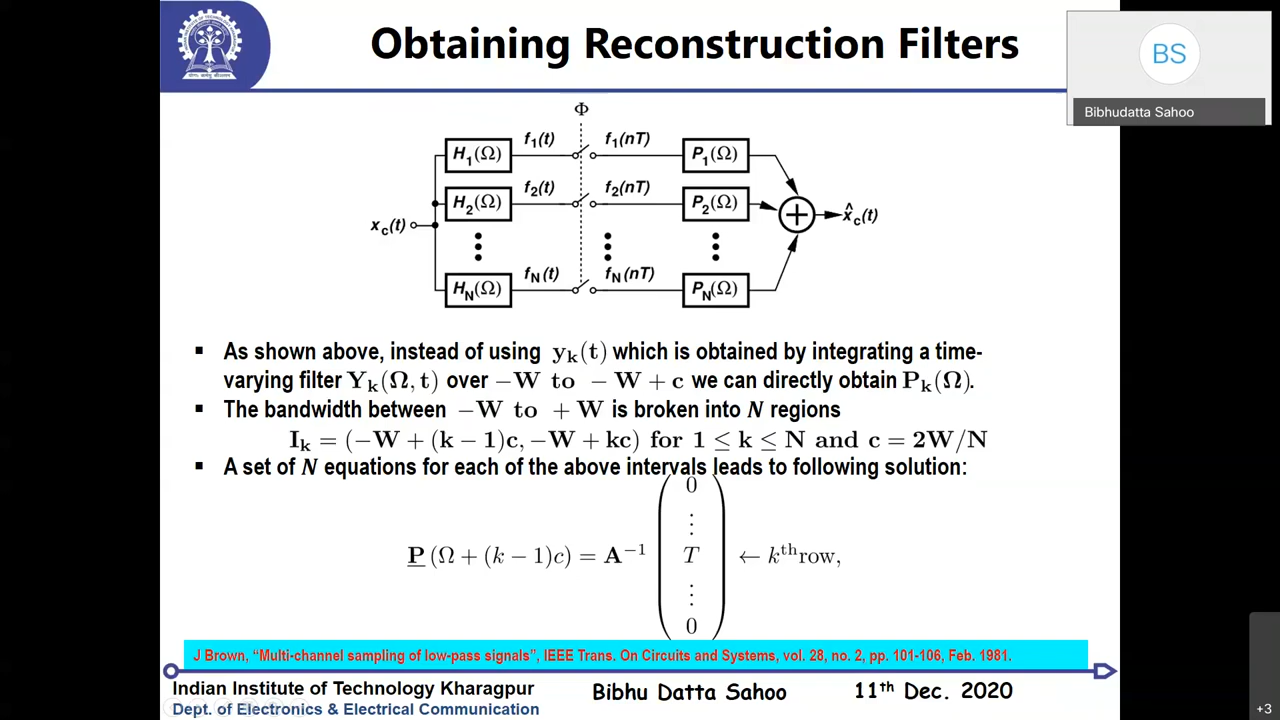 Obtaining Reconstruction Filters
BS
Bibhudatta Sahoo
Φ
H1(Ω) f1(t) f1(nT) P1(Ω)
H2(Ω) f2(t) f2(nT) P2(Ω)
xc(t) x̂c(t)
HN(Ω) fN(t) fN(nT) PN(Ω)
▪ As shown above, instead of using yk(t) which is obtained by integrating a time-
varying filter Yk(Ω, t) over −W to − W + c we can directly obtain Pk(Ω).
▪ The bandwidth between −W to + W is broken into N regions
Ik = (−W + (k − 1)c, −W + kc) for 1 ≤ k ≤ N and c = 2W/N
▪ A set of N equations for each of the above intervals leads to following solution:
0
⋮
P (Ω + (k − 1)c) = A⁻¹ T ← kᵗʰrow,
⋮
0
J Brown, “Multi-channel sampling of low-pass signals”, IEEE Trans. On Circuits and Systems, vol. 28, no. 2, pp. 101-106, Feb. 1981.
Indian Institute of Technology Kharagpur Bibhu Datta Sahoo 11th Dec. 2020
Dept. of Electronics & Electrical Communication
+3